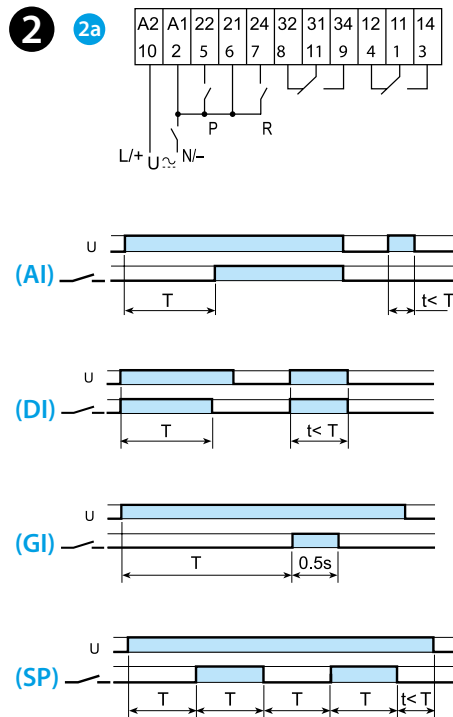 2 2a
A2 A1 22 21 24 32 31 34 12 11 14
10 2 5 6 7 8 11 9 4 1 3
P R
L/+ U N/–
U
(AI)
T t< T
U
(DI)
T t< T
U
(GI)
T 0.5s
U
(SP)
T T T T t< T